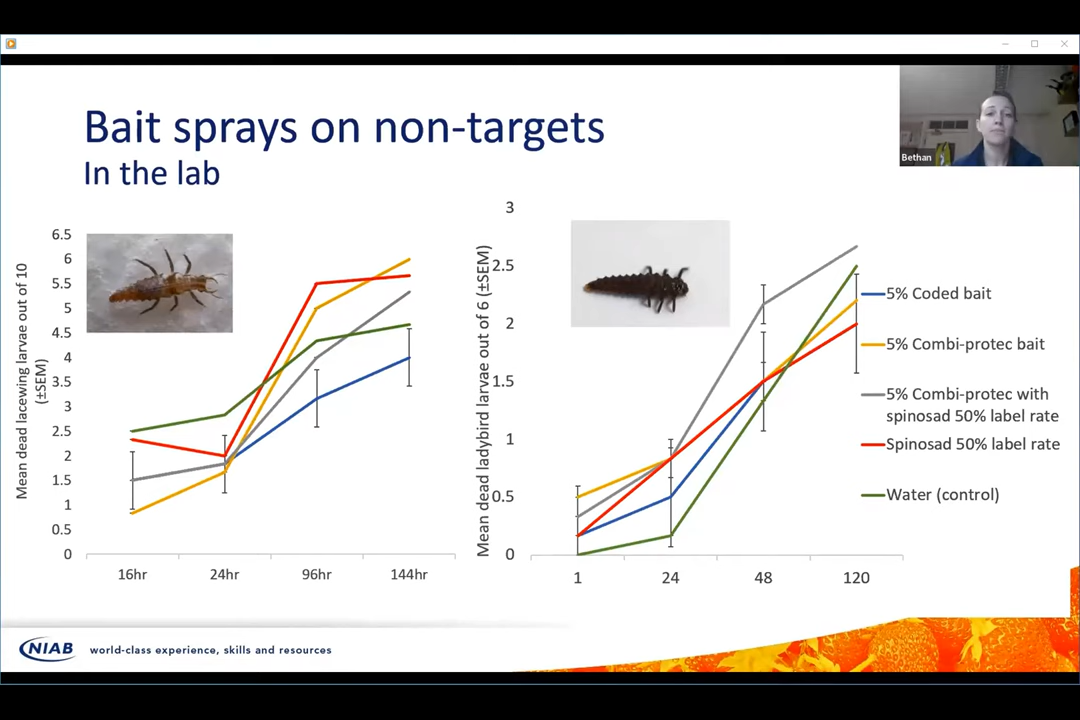 Bait sprays on non-targets
In the lab
Bethan
Mean dead lacewing larvae out of 10
(±SEM)
6.5
6
5.5
5
4.5
4
3.5
3
2.5
2
1.5
1
0.5
0
16hr
24hr
96hr
144hr
Mean dead ladybird larvae out of 6 (±SEM)
3
2.5
2
1.5
1
0.5
0
1
24
48
120
5% Coded bait
5% Combi-protec bait
5% Combi-protec with
spinosad 50% label rate
Spinosad 50% label rate
Water (control)
NIAB
world-class experience, skills and resources